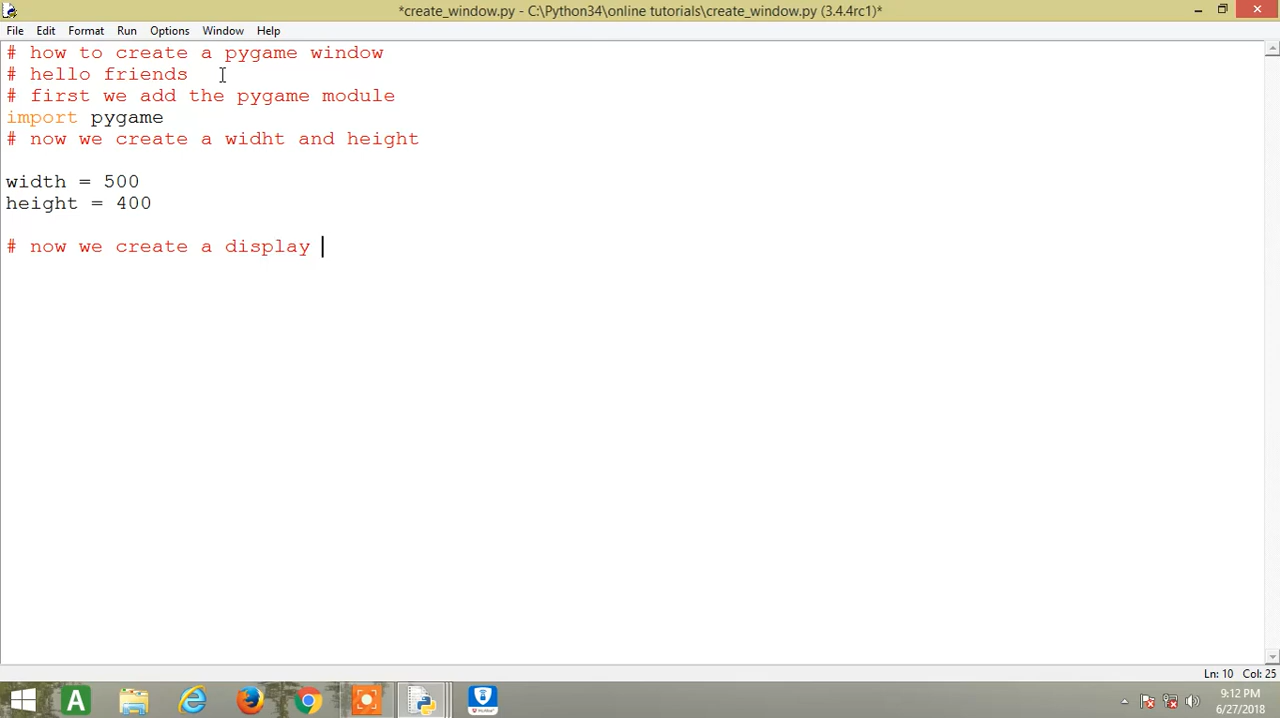 *create_window.py - C:\Python34\online tutorials\create_window.py (3.4.4rc1)*
File Edit Format Run Options Window Help
# how to create a pygame window
# hello friends
# first we add the pygame module
import pygame
# now we create a widht and height
width = 500
height = 400
# now we create a display
Ln: 10 Col: 25
A
9:12 PM
6/27/2018